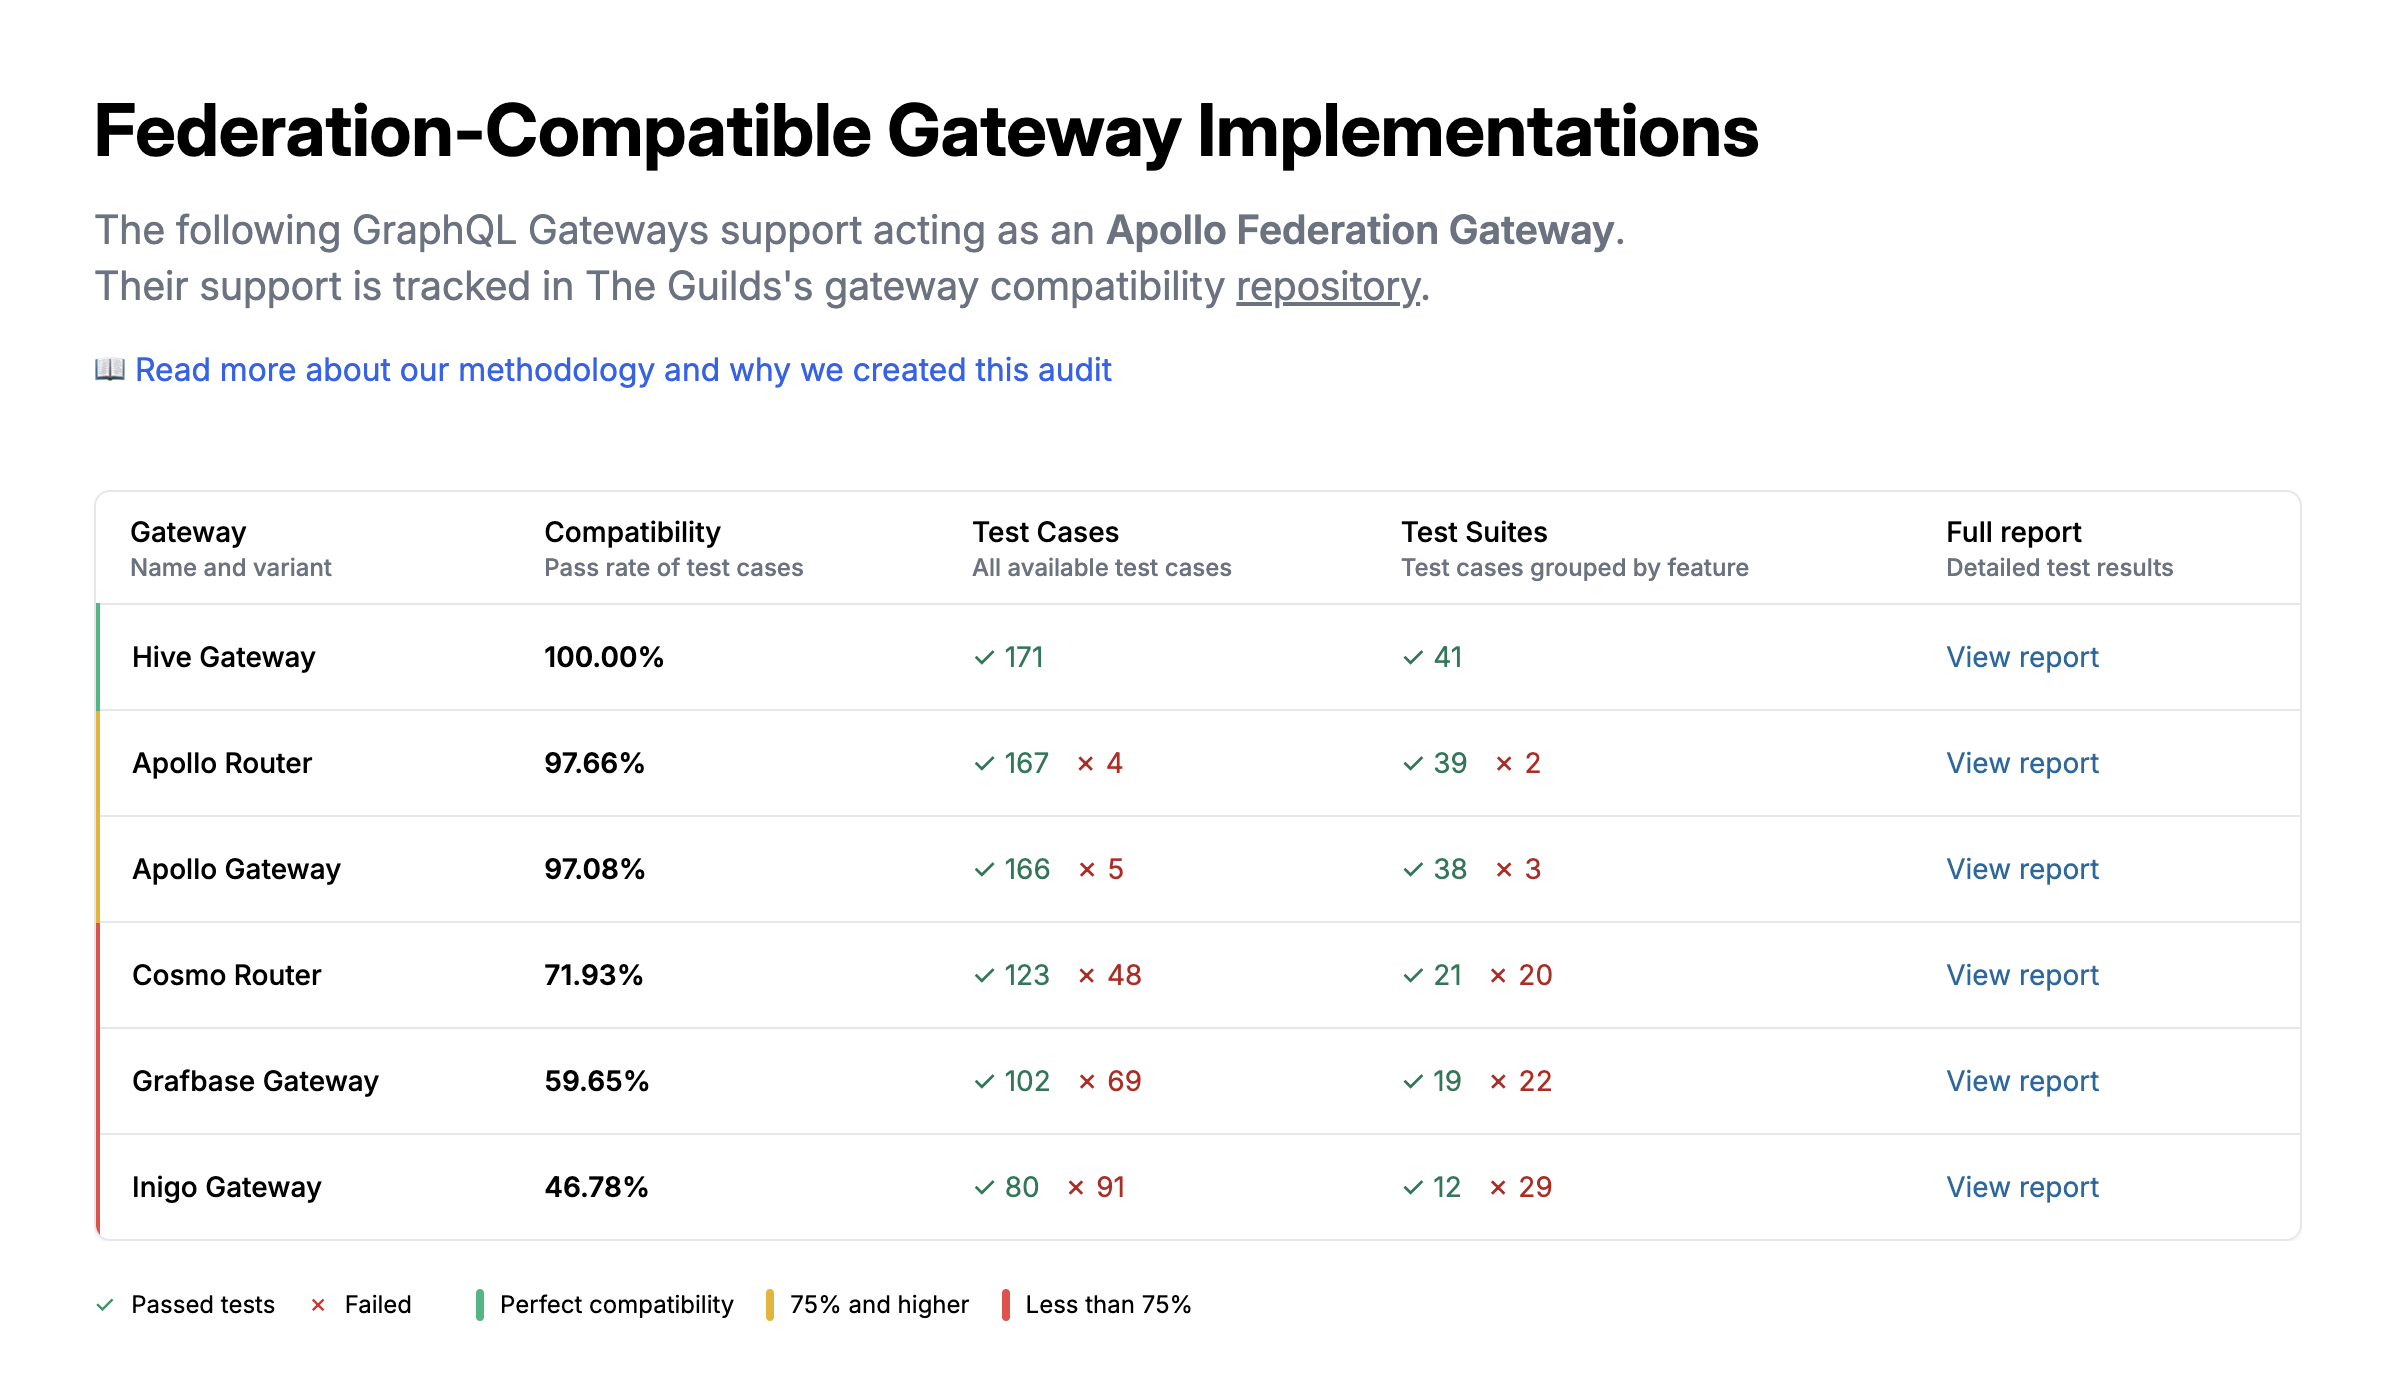 Federation-Compatible Gateway Implementations
The following GraphQL Gateways support acting as an Apollo Federation Gateway.
Their support is tracked in The Guilds's gateway compatibility repository.
📖 Read more about our methodology and why we created this audit
Gateway Compatibility Test Cases Test Suites Full report
Name and variant Pass rate of test cases All available test cases Test cases grouped by feature Detailed test results
Hive Gateway 100.00% ✓ 171 ✓ 41 View report
Apollo Router 97.66% ✓ 167 × 4 ✓ 39 × 2 View report
Apollo Gateway 97.08% ✓ 166 × 5 ✓ 38 × 3 View report
Cosmo Router 71.93% ✓ 123 × 48 ✓ 21 × 20 View report
Grafbase Gateway 59.65% ✓ 102 × 69 ✓ 19 × 22 View report
Inigo Gateway 46.78% ✓ 80 × 91 ✓ 12 × 29 View report
✓ Passed tests × Failed Perfect compatibility 75% and higher Less than 75%